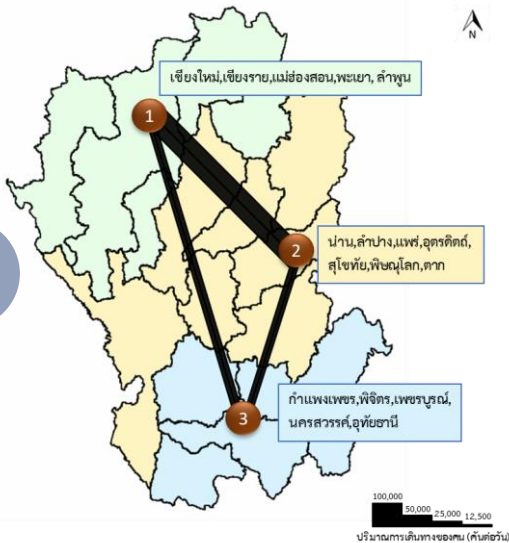 N
เชียงใหม่,เชียงราย,แม่ฮ่องสอน,พะเยา, ลำพูน
1
น่าน,ลำปาง,แพร่,อุตรดิตถ์,
สุโขทัย,พิษณุโลก,ตาก
2
กำแพงเพชร,พิจิตร,เพชรบูรณ์,
นครสวรรค์,อุทัยธานี
3
100,000
50,000
25,000
12,500
ปริมาณการเดินทางของคน (คันต่อวัน)